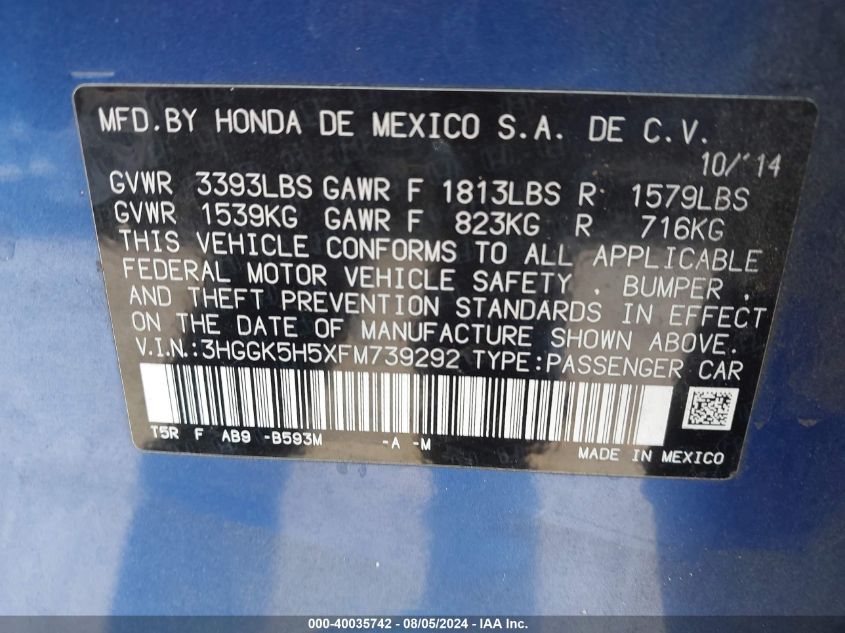 MFD.BY HONDA DE MEXICO S.A. DE C.V.
10/'14
GVWR 3393LBS GAWR F 1813LBS R 1579LBS
GVWR 1539KG GAWR F 823KG R 716KG
THIS VEHICLE CONFORMS TO ALL APPLICABLE
FEDERAL MOTOR VEHICLE SAFETY , BUMPER ,
AND THEFT PREVENTION STANDARDS IN EFFECT
ON THE DATE OF MANUFACTURE SHOWN ABOVE.
V.I.N.:3HGGK5H5XFM739292 TYPE:PASSENGER CAR
T5R F AB9 -B593M -A -M
MADE IN MEXICO
000-40035742 - 08/05/2024 - IAA Inc.